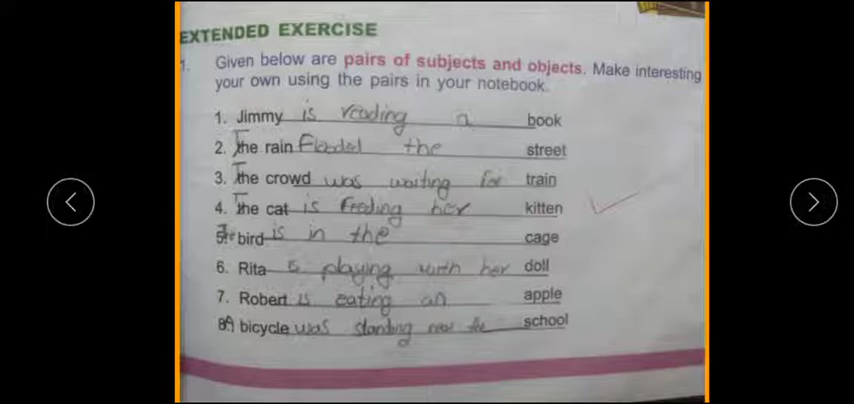 EXTENDED EXERCISE
1. Given below are pairs of subjects and objects. Make interesting
your own using the pairs in your notebook.
1. Jimmy is reading a book
2. The rain Flooded the street
3. The crowd was waiting for train
4. The cat is Feeding her kitten
5. The bird is in the cage
6. Rita is playing with her doll
7. Robert is eating an apple
8. A bicycle was standing near the school